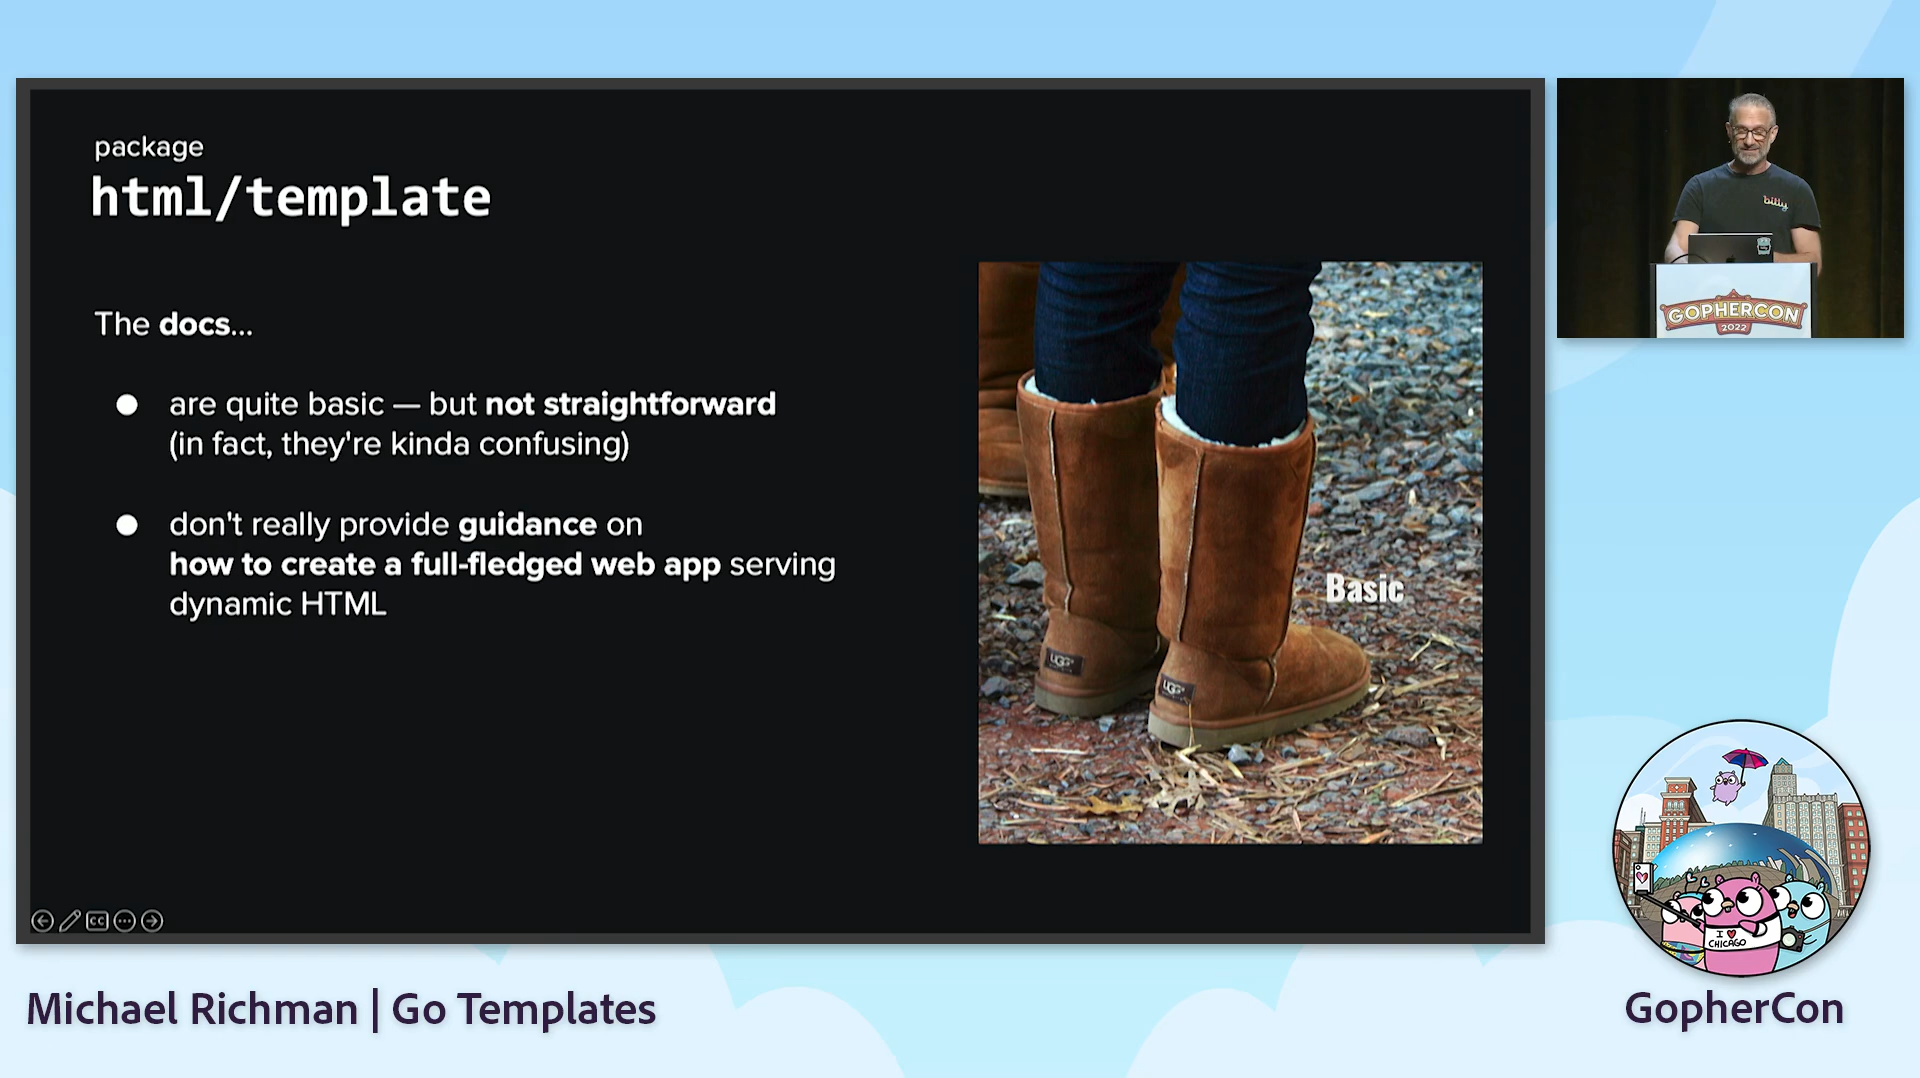 package
html/template
The docs...
are quite basic — but not straightforward
(in fact, they're kinda confusing)
don't really provide guidance on
how to create a full-fledged web app serving
dynamic HTML
Basic
UGG
UGG
CC
bitly
GOPHERCON
2022
I ♥
CHICAGO
Michael Richman | Go Templates
GopherCon